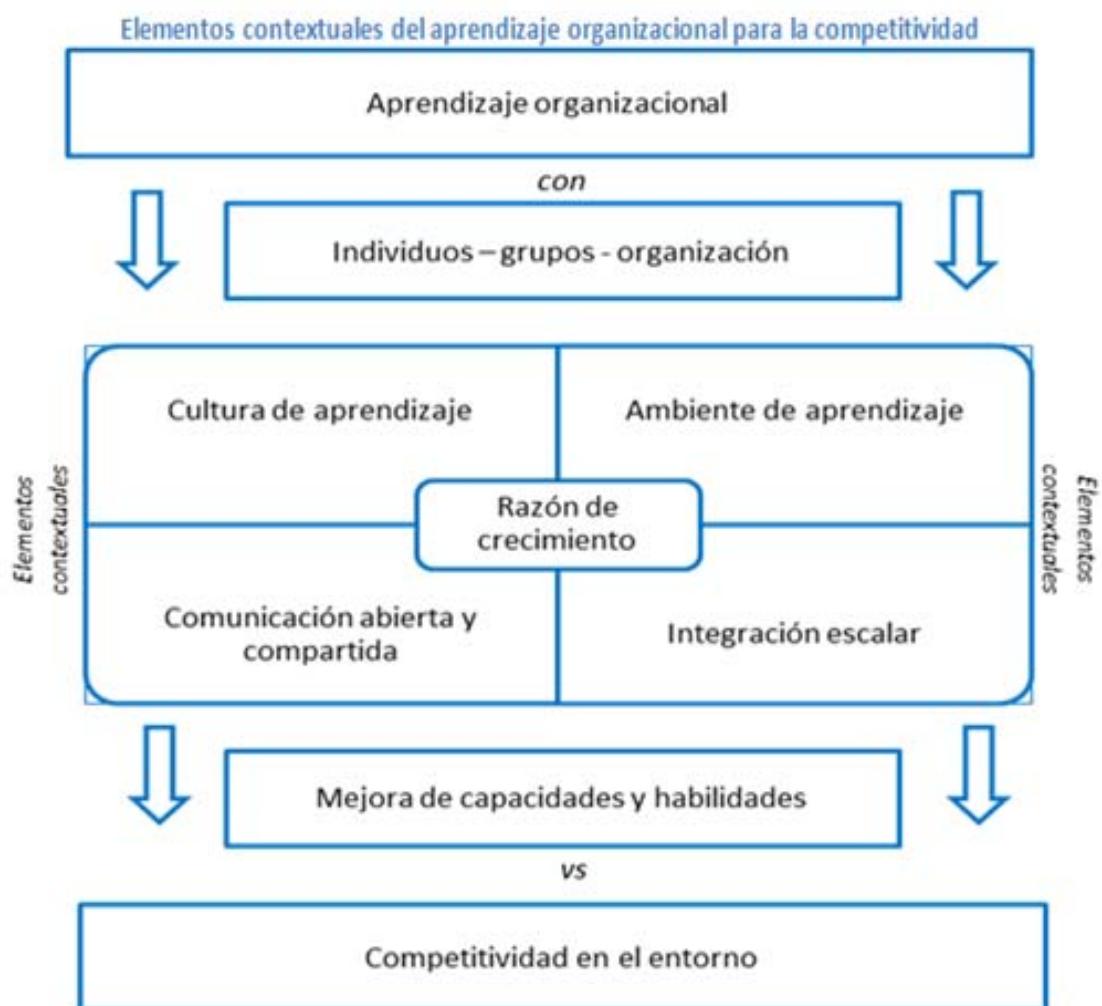 Elementos contextuales del aprendizaje organizacional para la competitividad
Aprendizaje organizacional
con
Individuos – grupos - organización
Cultura de aprendizaje
Ambiente de aprendizaje
Elementos
contextuales
Razón de
crecimiento
Elementos
contextuales
Comunicación abierta y
compartida
Integración escalar
Mejora de capacidades y habilidades
vs
Competitividad en el entorno